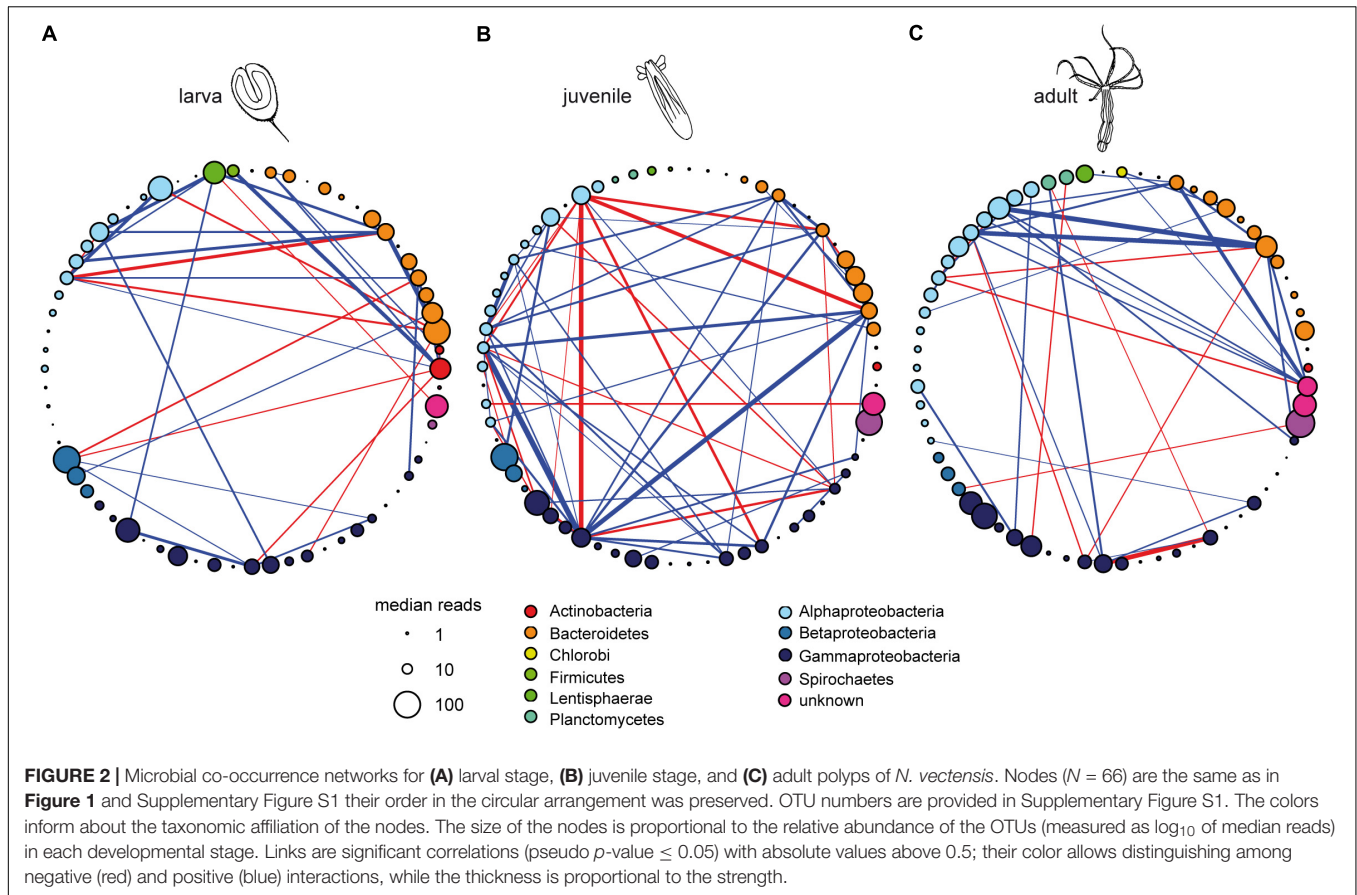 A
B
C
larva
juvenile
adult
median reads
1
10
100
Actinobacteria
Bacteroidetes
Chlorobi
Firmicutes
Lentisphaerae
Planctomycetes
Alphaproteobacteria
Betaproteobacteria
Gammaproteobacteria
Spirochaetes
unknown
FIGURE 2 | Microbial co-occurrence networks for (A) larval stage, (B) juvenile stage, and (C) adult polyps of N. vectensis. Nodes (N = 66) are the same as in
Figure 1 and Supplementary Figure S1 their order in the circular arrangement was preserved. OTU numbers are provided in Supplementary Figure S1. The colors
inform about the taxonomic affiliation of the nodes. The size of the nodes is proportional to the relative abundance of the OTUs (measured as log₁₀ of median reads)
in each developmental stage. Links are significant correlations (pseudo p-value ≤ 0.05) with absolute values above 0.5; their color allows distinguishing among
negative (red) and positive (blue) interactions, while the thickness is proportional to the strength.